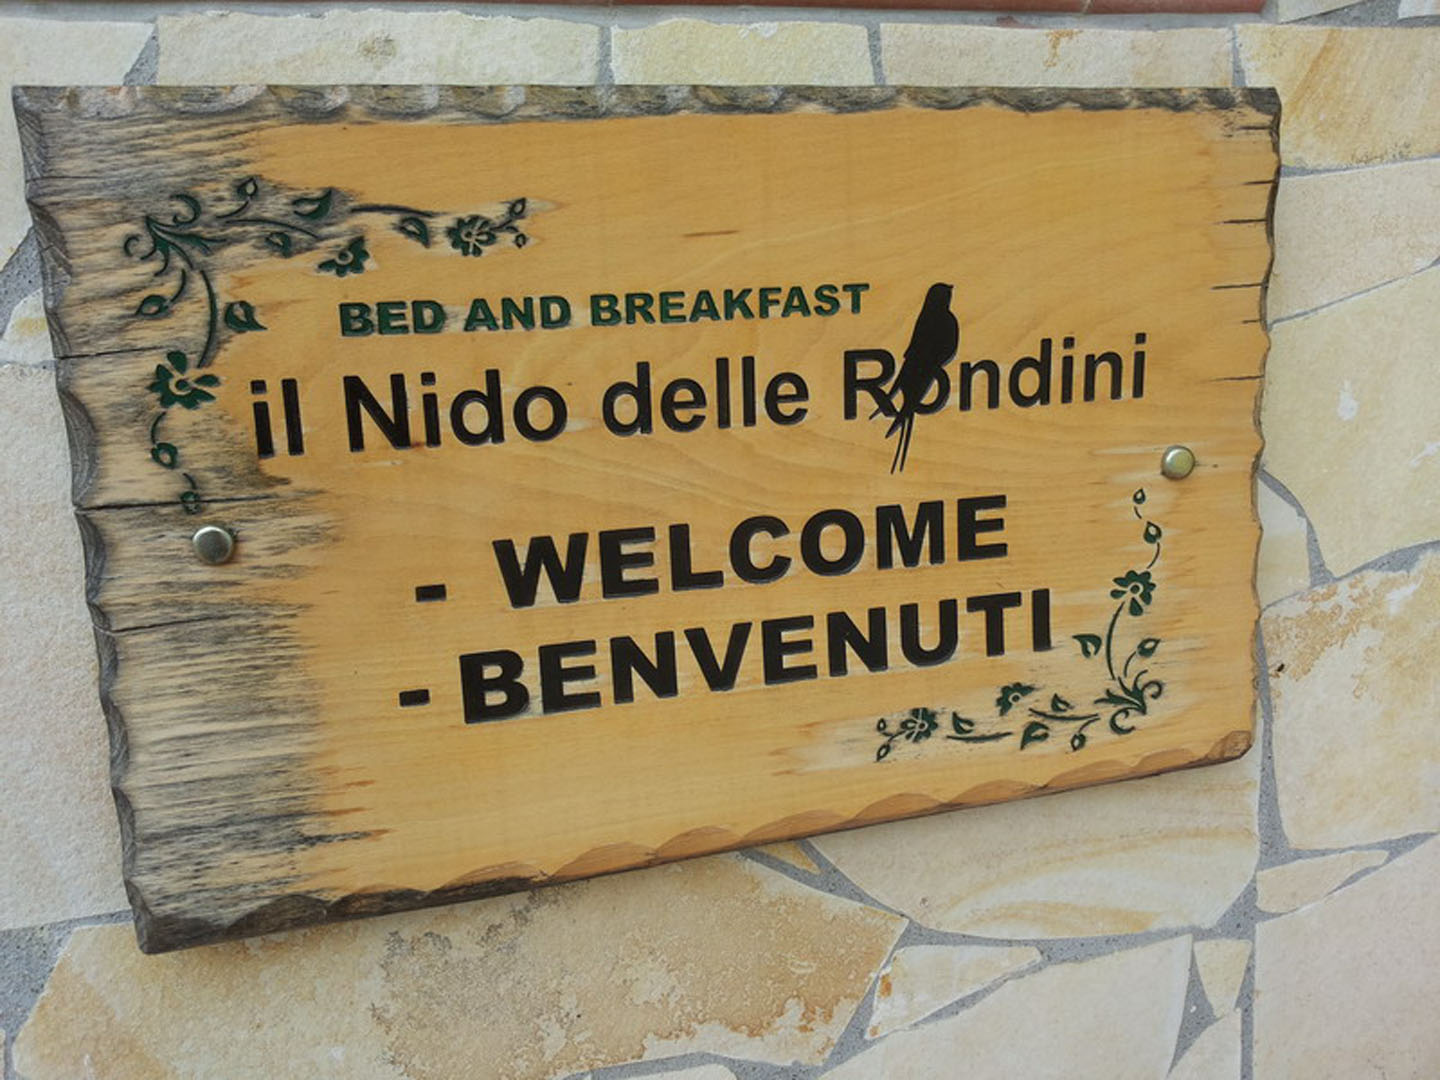 BED AND BREAKFAST
il Nido delle Rondini
- WELCOME
- BENVENUTI